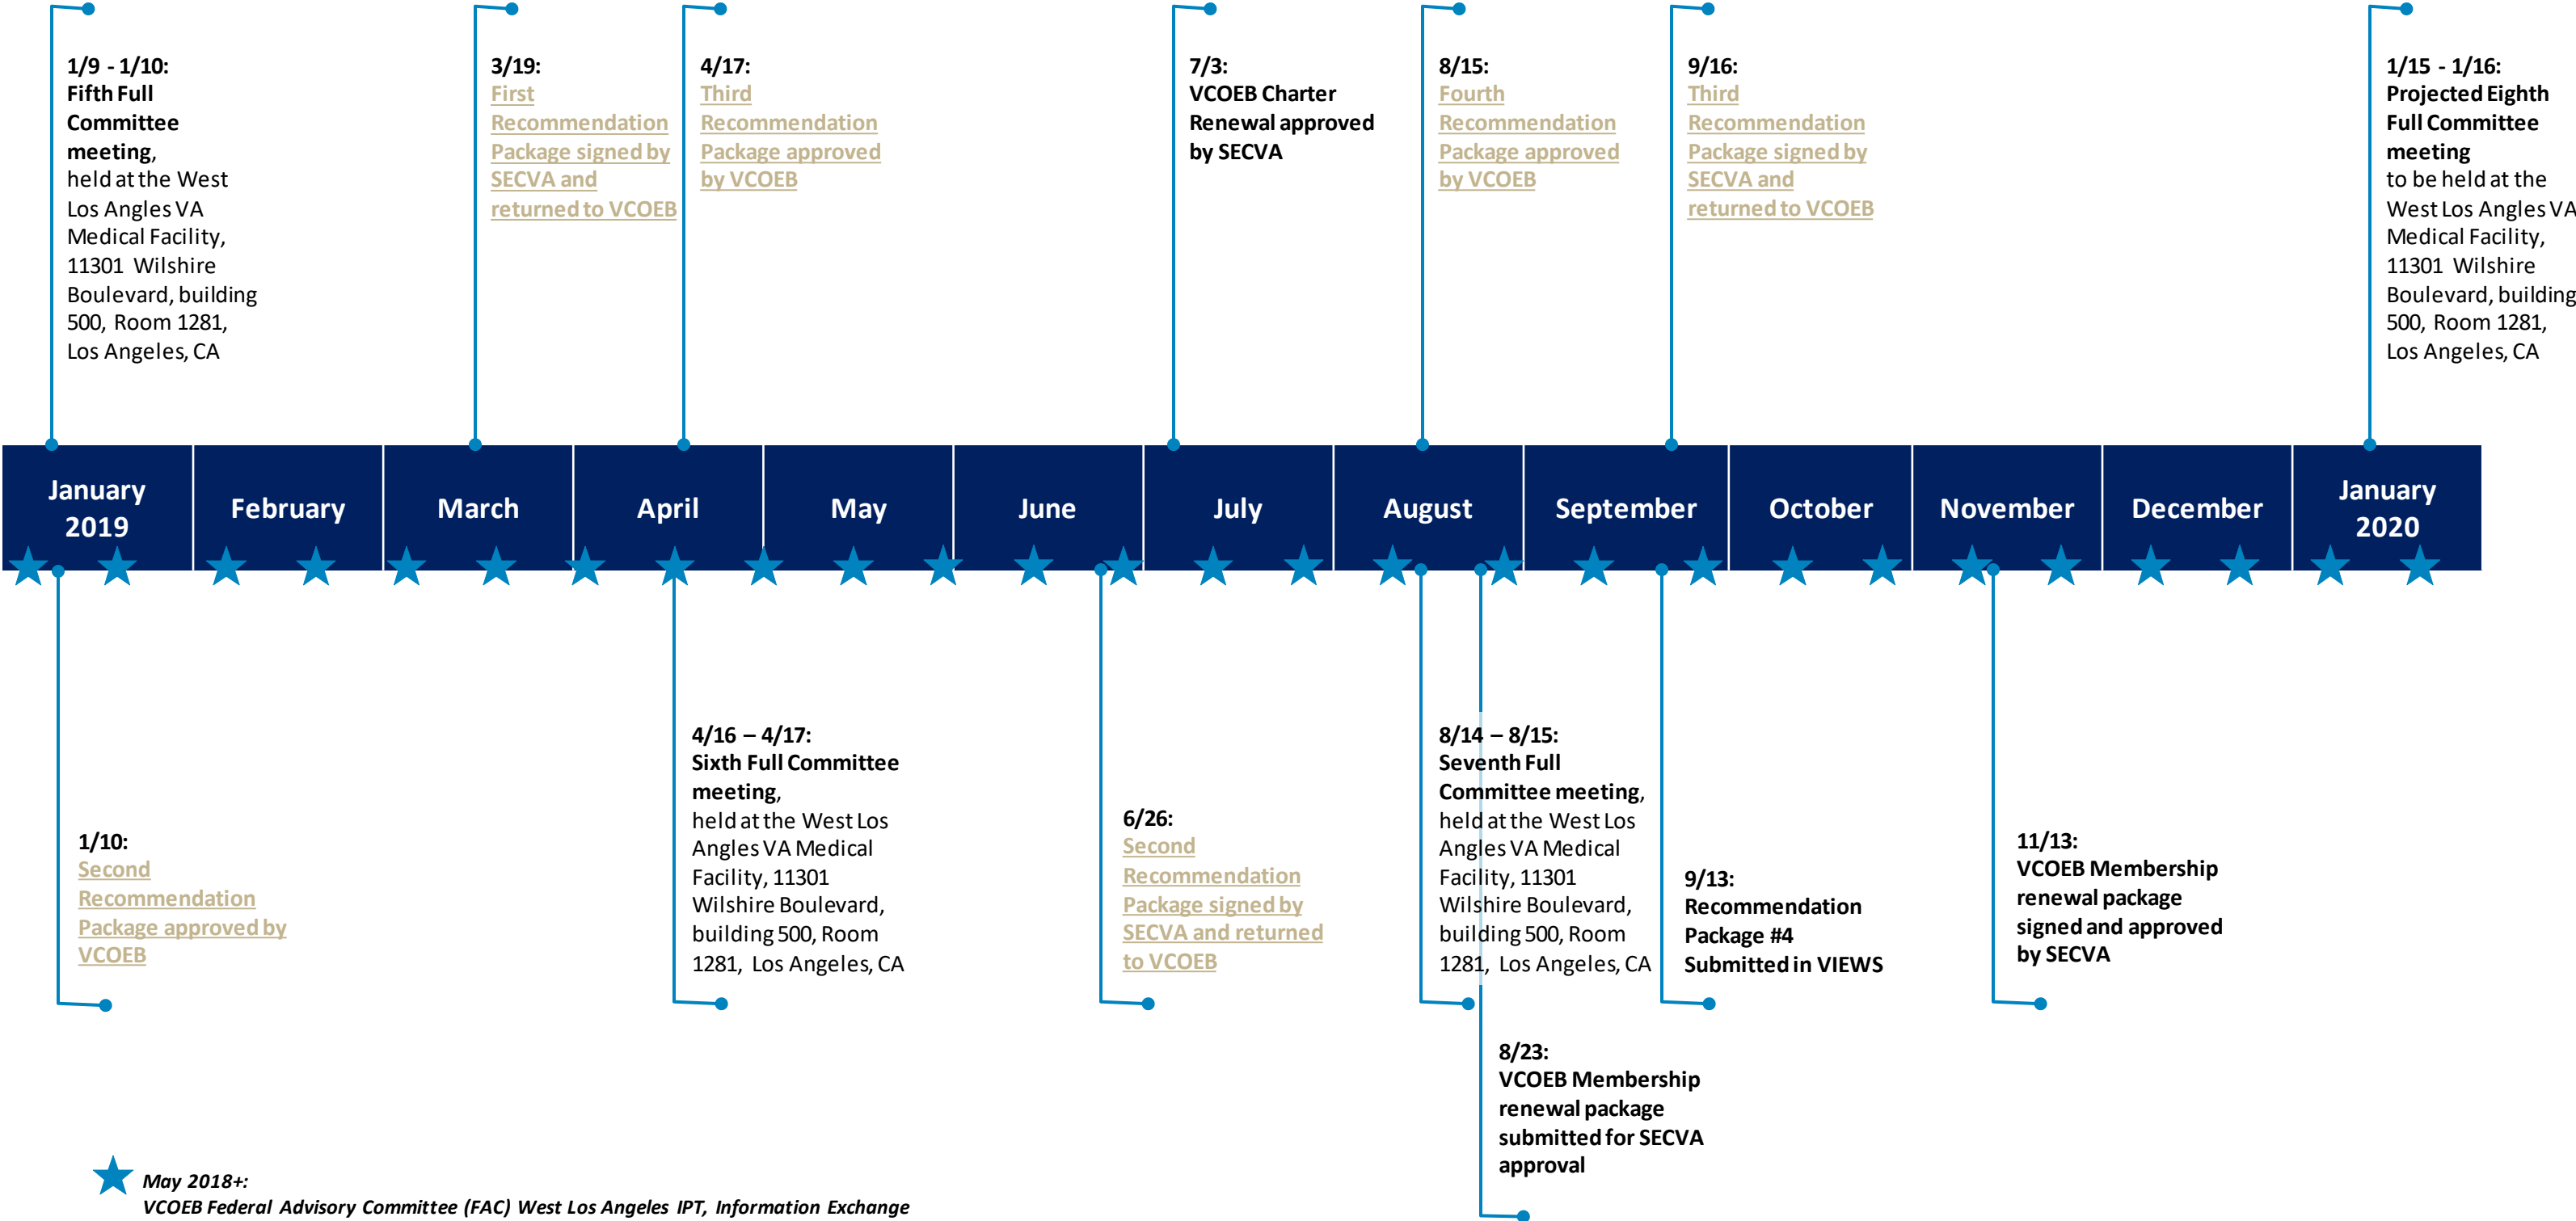 1/9 - 1/10:
Fifth Full
Committee
meeting,
held at the West
Los Angles VA
Medical Facility,
11301 Wilshire
Boulevard, building
500, Room 1281,
Los Angeles, CA
3/19:
First
Recommendation
Package signed by
SECVA and
returned to VCOEB
4/17:
Third
Recommendation
Package approved
by VCOEB
7/3:
VCOEB Charter
Renewal approved
by SECVA
8/15:
Fourth
Recommendation
Package approved
by VCOEB
9/16:
Third
Recommendation
Package signed by
SECVA and
returned to VCOEB
1/15 - 1/16:
Projected Eighth
Full Committee
meeting
to be held at the
West Los Angles VA
Medical Facility,
11301 Wilshire
Boulevard, building
500, Room 1281,
Los Angeles, CA
January
2019
February
March
April
May
June
July
August
September
October
November
December
January
2020
1/10:
Second
Recommendation
Package approved by
VCOEB
4/16 – 4/17:
Sixth Full Committee
meeting,
held at the West Los
Angles VA Medical
Facility, 11301
Wilshire Boulevard,
building 500, Room
1281, Los Angeles, CA
6/26:
Second
Recommendation
Package signed by
SECVA and returned
to VCOEB
8/14 – 8/15:
Seventh Full
Committee meeting,
held at the West Los
Angles VA Medical
Facility, 11301
Wilshire Boulevard,
building 500, Room
1281, Los Angeles, CA
9/13:
Recommendation
Package #4
Submitted in VIEWS
11/13:
VCOEB Membership
renewal package
signed and approved
by SECVA
8/23:
VCOEB Membership
renewal package
submitted for SECVA
approval
May 2018+:
VCOEB Federal Advisory Committee (FAC) West Los Angeles IPT, Information Exchange